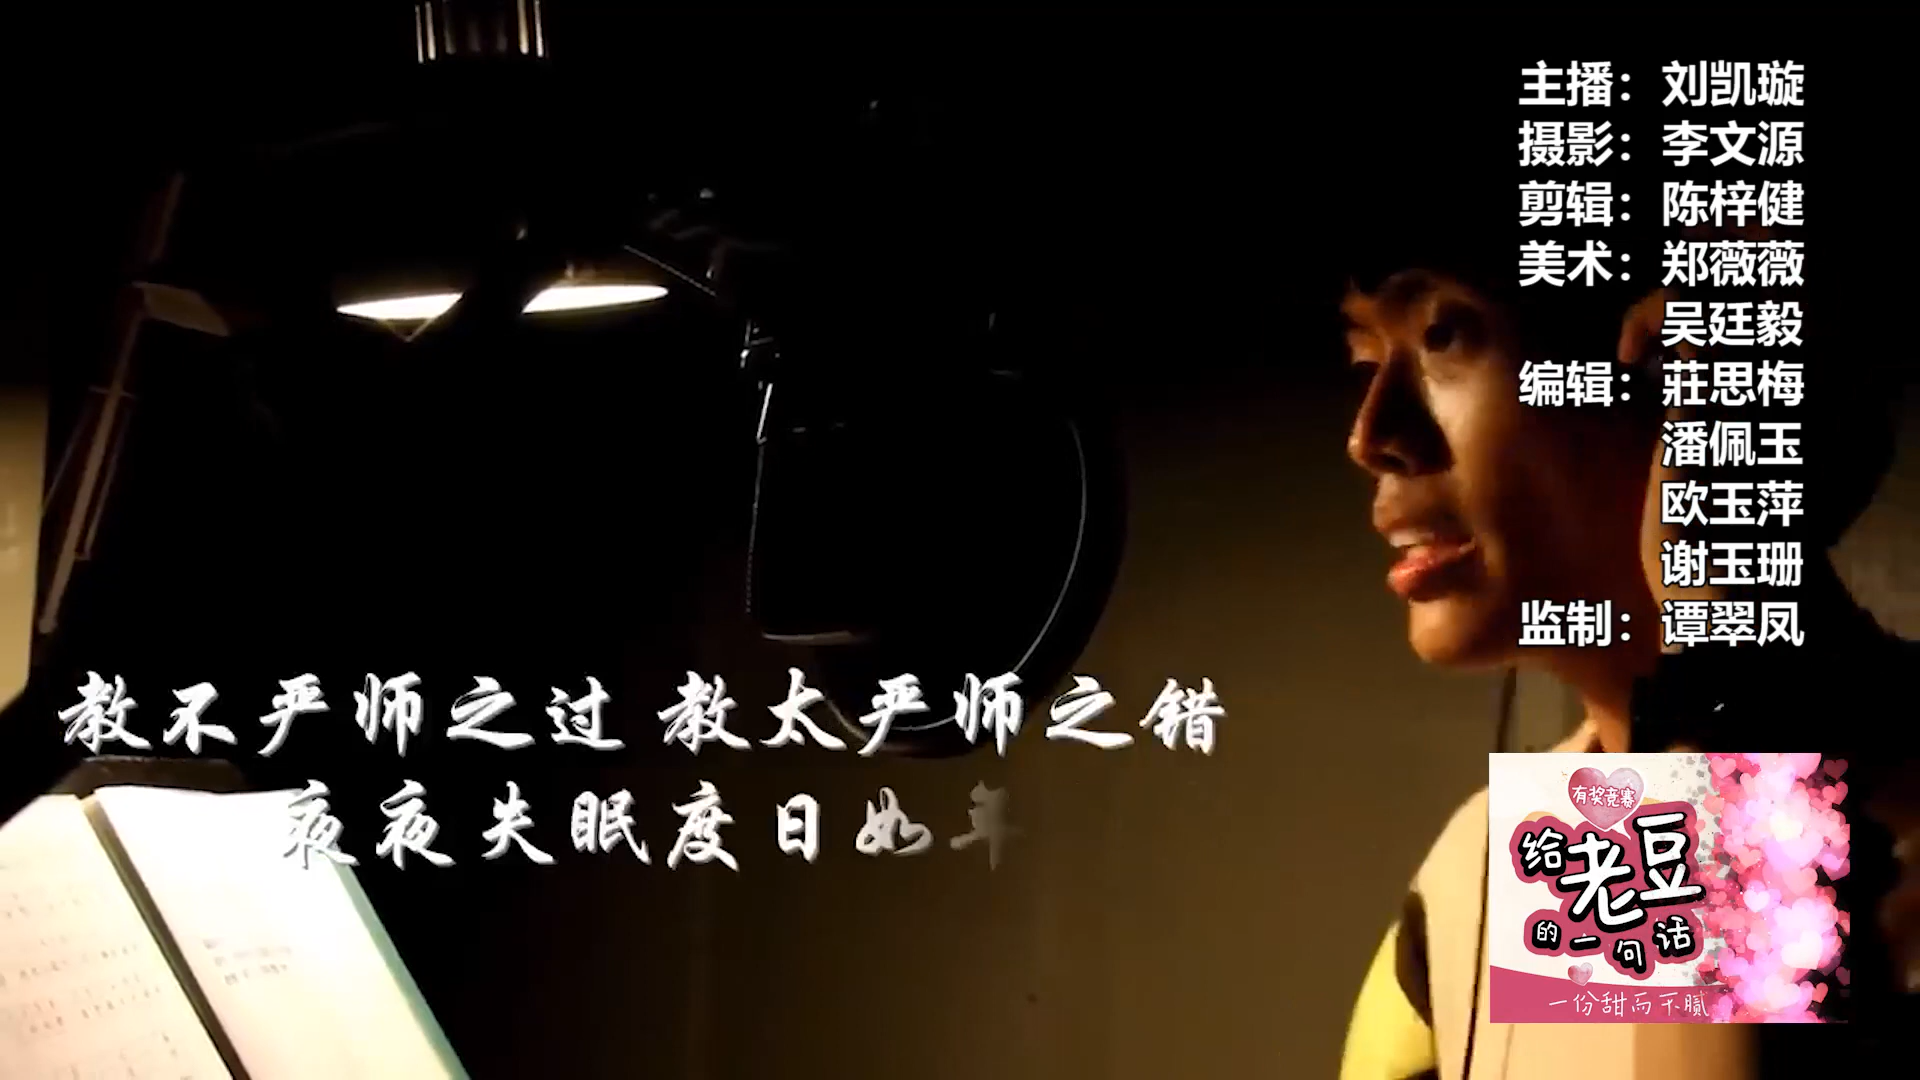 主播：刘凯璇
摄影：李文源
剪辑：陈梓健
美术：郑薇薇
吴廷毅
编辑：莊思梅
潘佩玉
欧玉萍
谢玉珊
监制：谭翠凤
教不严师之过 教太严师之错
夜夜失眠度日如年
有奖竞赛
给老豆
的一句话
一份甜而不腻